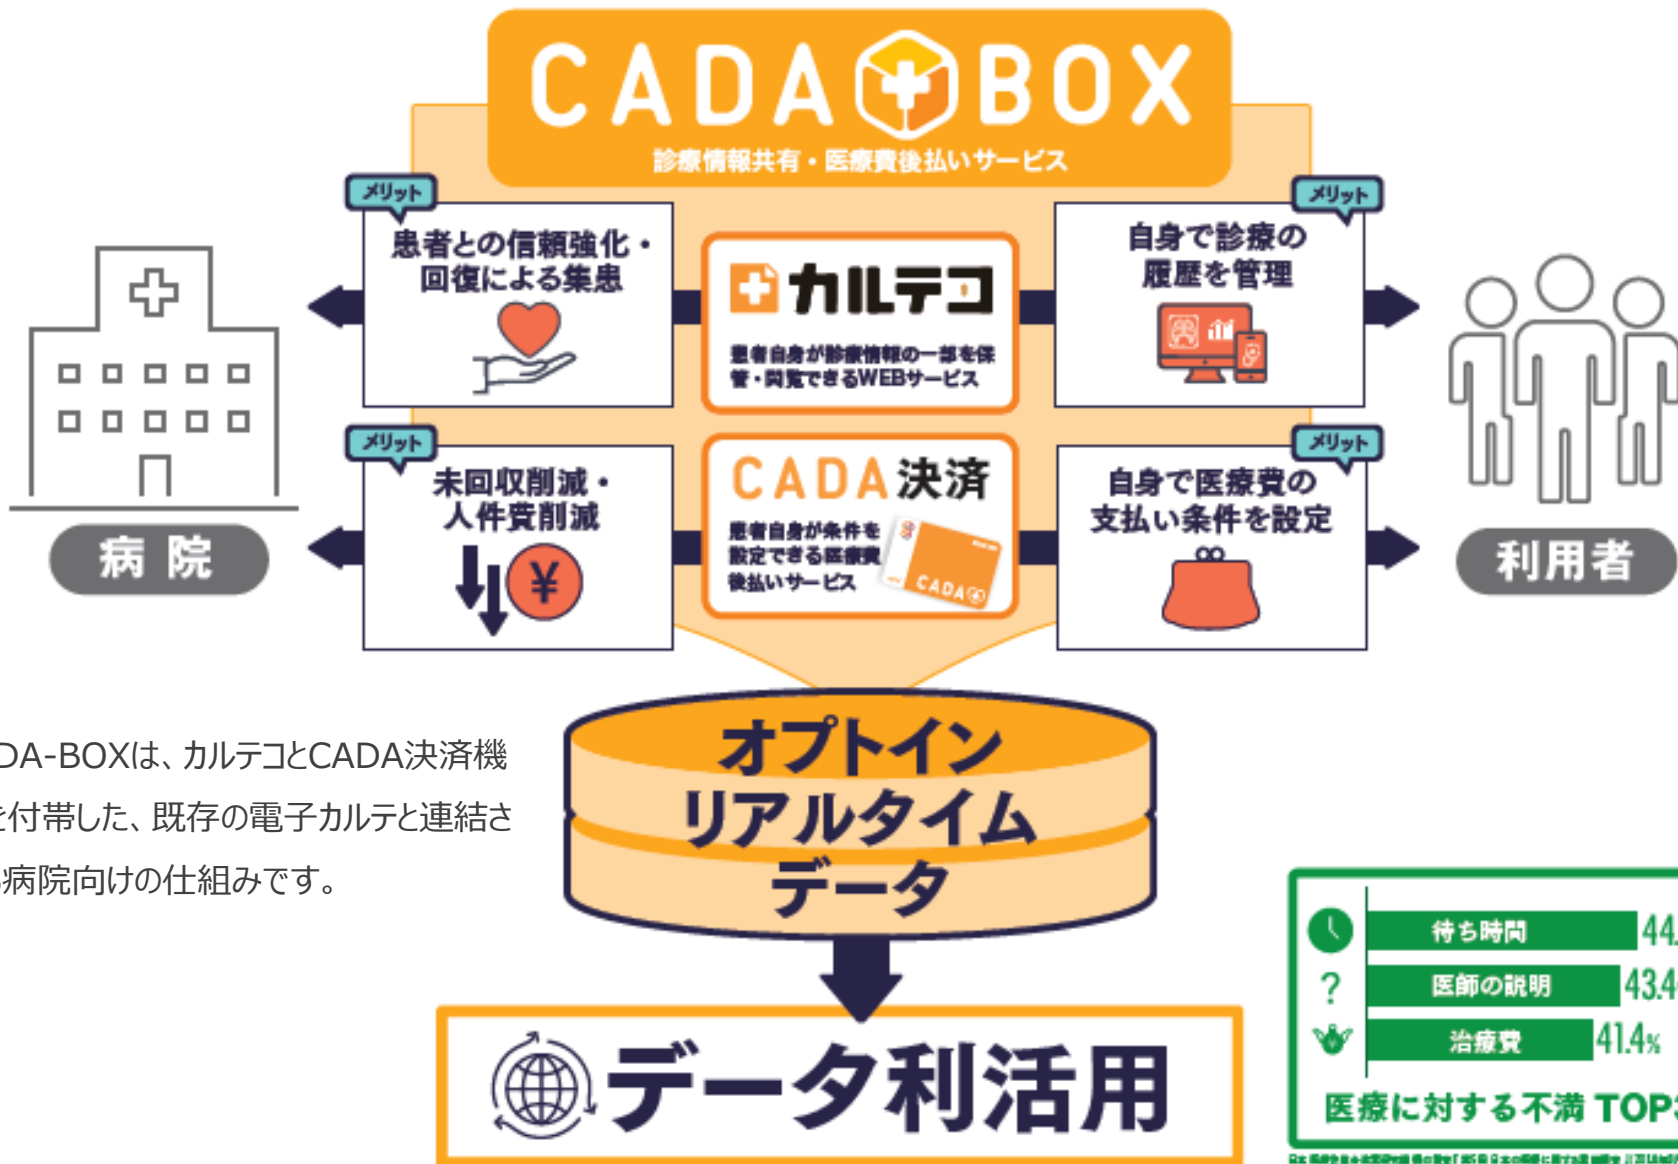 CADA BOX
診療情報共有・医療費後払いサービス
メリット
患者との信頼強化・
回復による集患
カルテコ
患者自身が診療情報の一部を保
管・閲覧できるWEBサービス
メリット
自身で診療の
履歴を管理
メリット
未回収削減・
人件費削減
CADA決済
患者自身が条件を
設定できる医療費
後払いサービス
CADA
メリット
自身で医療費の
支払い条件を設定
病院
利用者
DA-BOXは、カルテコとCADA決済機
を付帯した、既存の電子カルテと連結さ
病院向けの仕組みです。
オプトイン
リアルタイム
データ
データ利活用
待ち時間 44.
医師の説明 43.4
治療費 41.4%
医療に対する不満 TOP